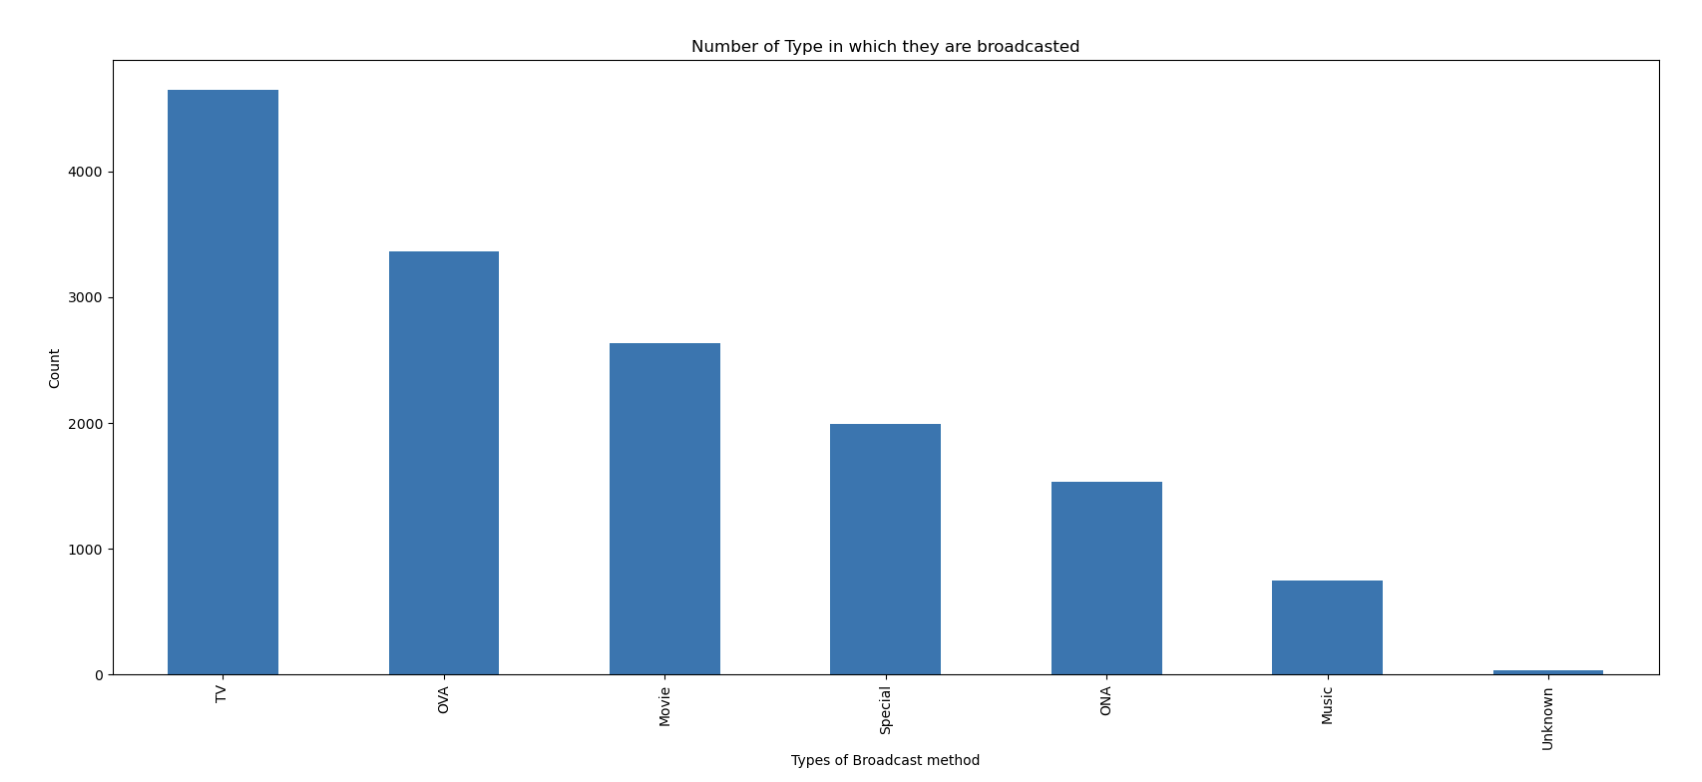 Number of Type in which they are broadcasted
Count
4000
3000
2000
1000
0
TV
OVA
Movie
Special
ONA
Music
Unknown
Types of Broadcast method